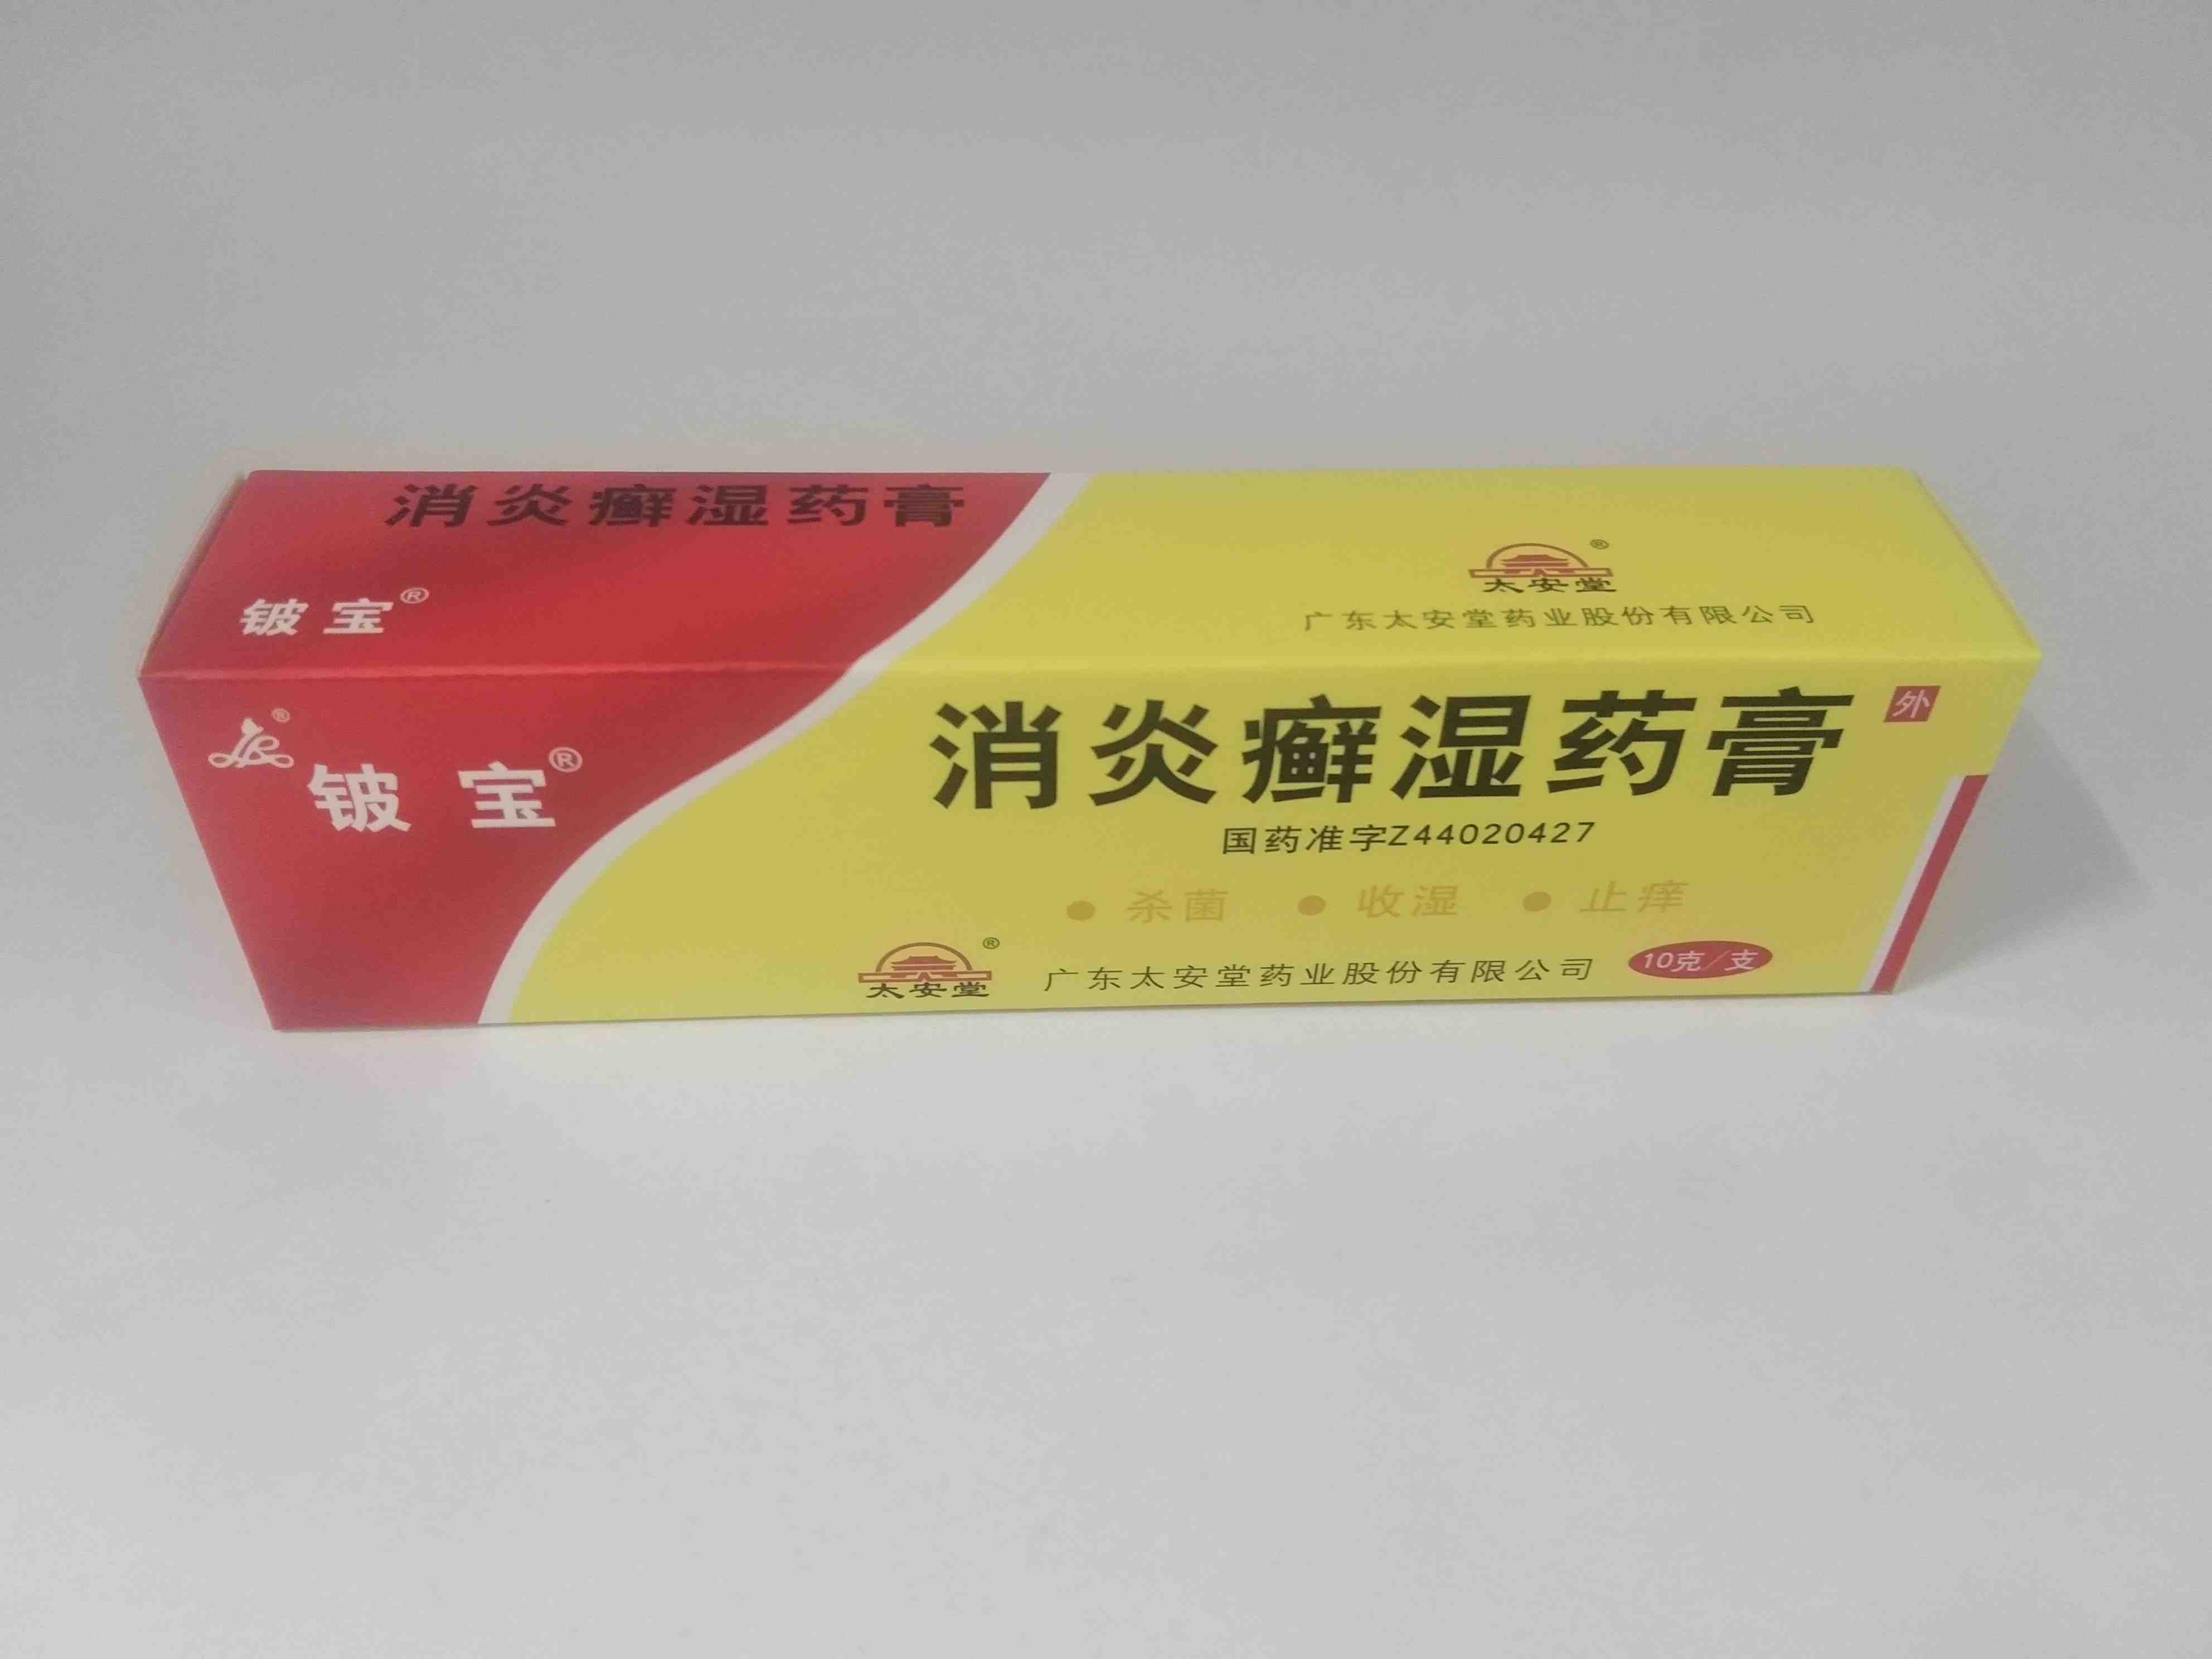 消炎癣湿药膏
铍宝®
太安堂®
广东太安堂药业股份有限公司
铍宝®
消炎癣湿药膏
外
国药准字Z44020427
● 杀菌 ● 收湿 ● 止痒
太安堂®
广东太安堂药业股份有限公司
10克/支